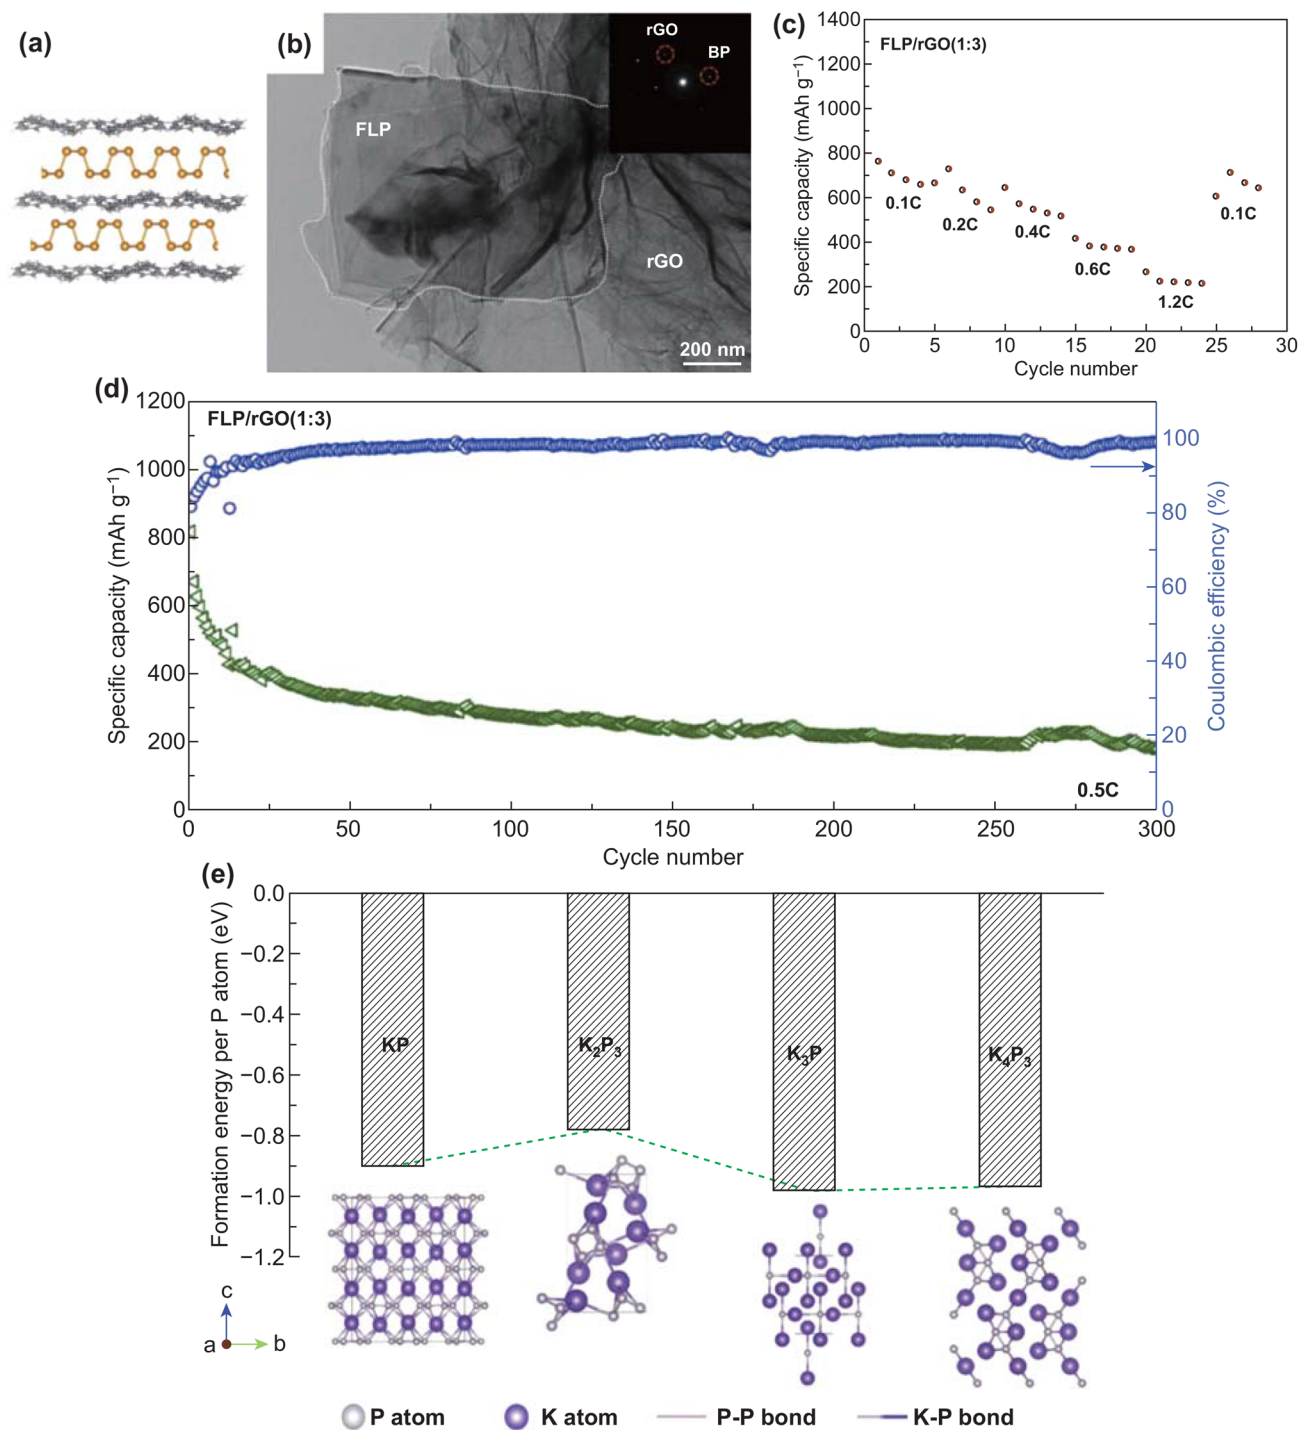 (a)
(b)
rGO
BP
FLP
rGO
200 nm
(c)
1400
1200
1000
800
600
400
200
0
Specific capacity (mAh g⁻¹)
FLP/rGO(1:3)
0.1C
0.2C
0.4C
0.6C
1.2C
0.1C
0 5 10 15 20 25 30
Cycle number
(d)
1200
1000
800
600
400
200
0
Specific capacity (mAh g⁻¹)
FLP/rGO(1:3)
100
80
60
40
20
0
Coulombic efficiency (%)
0.5C
0 50 100 150 200 250 300
Cycle number
(e)
0.0
−0.2
−0.4
−0.6
−0.8
−1.0
−1.2
Formation energy per P atom (eV)
KP
K₂P₃
K₃P
K₄P₃
c
a
b
P atom
K atom
P-P bond
K-P bond